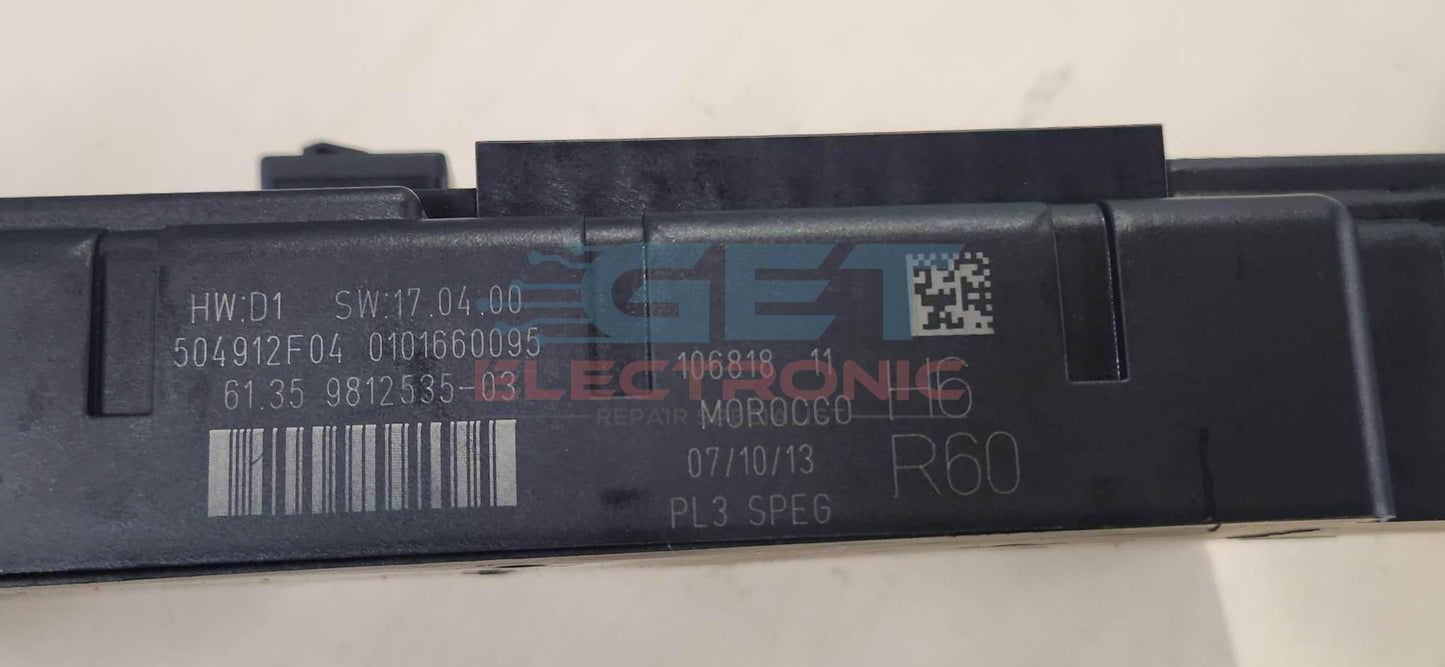 HW:D1 SW:17.04.00
504912F04 0101660095
61.35 9812535-03
106818 11
MOROCCO
07/10/13
PL3 SPEG
H6
R60
GET
ELECTRONIC
REPAIR